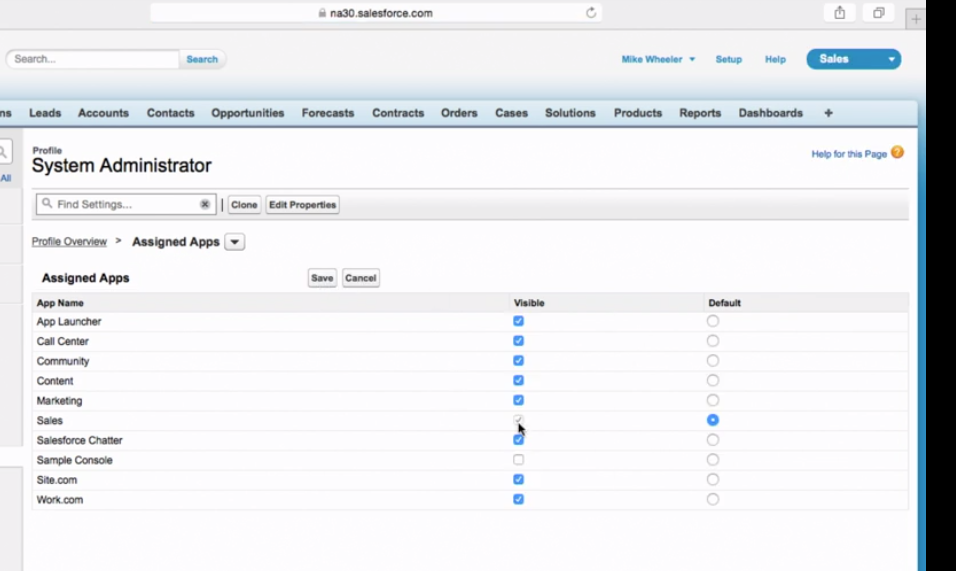 na30.salesforce.com
Search... Search Mike Wheeler Setup Help Sales
ns Leads Accounts Contacts Opportunities Forecasts Contracts Orders Cases Solutions Products Reports Dashboards +
Profile
System Administrator
Help for this Page ?
All
Find Settings... | Clone Edit Properties
Profile Overview > Assigned Apps
Assigned Apps Save Cancel
App Name Visible Default
App Launcher
Call Center
Community
Content
Marketing
Sales
Salesforce Chatter
Sample Console
Site.com
Work.com